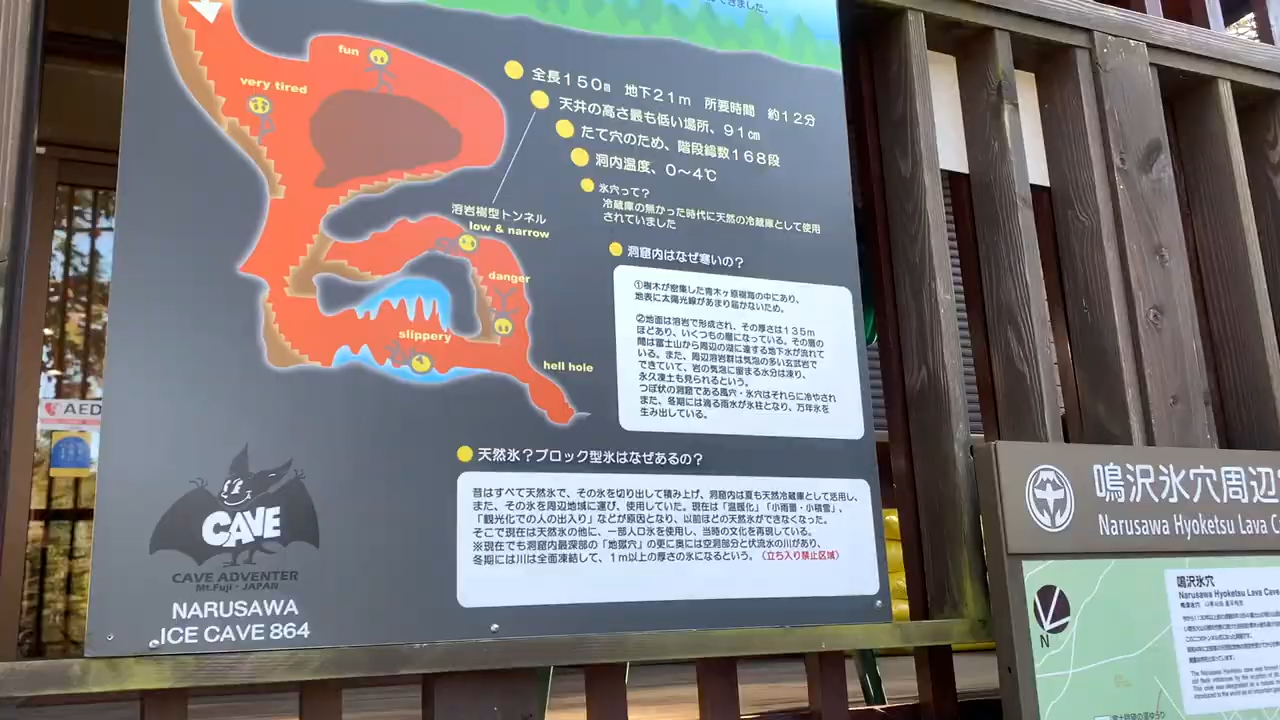 できました。
fun
very tired
全長150m 地下21m 所要時間 約12分
天井の高さ最も低い場所、91cm
たて穴のため、階段総数168段
洞内温度、0～4℃
氷穴って？
冷蔵庫の無かった時代に天然の冷蔵庫として使用
されていました
溶岩樹型トンネル
low & narrow
danger
slippery
hell hole
洞窟内はなぜ寒いの？
①樹木が密集した青木ヶ原樹海の中にあり、
地表に太陽光線があまり届かないため。
②地面は溶岩で形成され、その厚さは135m
ほどあり、いくつもの層になっている。その層の
間は富士山から周辺の湖に達する地下水が流れて
いる。また、周辺溶岩群は気泡の多い玄武岩で
できていて、岩の気泡に留まる水分は凍り、
永久凍土も見られるという。
つぼ状の洞窟である風穴・氷穴はそれらに冷やされ
また、冬期には滴る雨水が氷柱となり、万年氷を
生み出している。
天然氷？ブロック型氷はなぜあるの？
昔はすべて天然氷で、その氷を切り出して積み上げ、洞窟内は夏も天然冷蔵庫として活用し、
また、その氷を周辺地域に運び、使用していた。現在は「温暖化」「小雨量・小積雪」、
「観光化での人の出入り」などが原因となり、以前ほどの天然氷ができなくなった。
そこで現在は天然氷の他に、一部人口氷を使用し、当時の文化を再現している。
※現在でも洞窟内最深部の「地獄穴」の更に奥には空洞部分と伏流水の川があり、
冬期には川は全面凍結して、1m以上の厚さの氷になるという。（立ち入り禁止区域）
CAVE
CAVE ADVENTER
Mt.Fuji・JAPAN
NARUSAWA
ICE CAVE 864
AED
鳴沢氷穴周辺
Narusawa Hyoketsu Lava C
N
鳴沢氷穴
Narusawa Hyoketsu Lava Cave